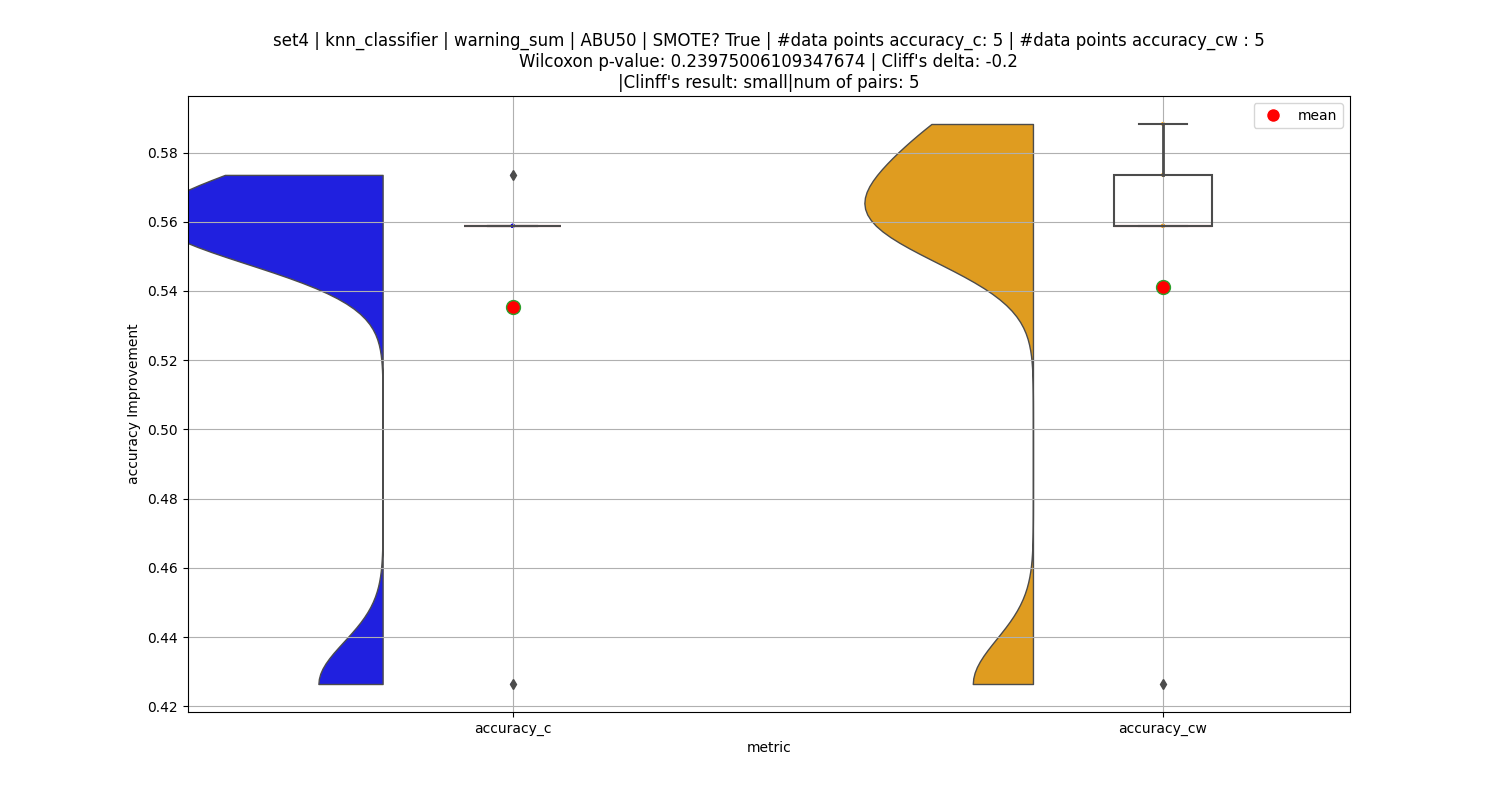 set4 | knn_classifier | warning_sum | ABU50 | SMOTE? True | #data points accuracy_c: 5 | #data points accuracy_cw : 5
Wilcoxon p-value: 0.23975006109347674 | Cliff's delta: -0.2
|Clinff's result: small|num of pairs: 5
mean
accuracy Improvement
0.58
0.56
0.54
0.52
0.50
0.48
0.46
0.44
0.42
accuracy_c
accuracy_cw
metric